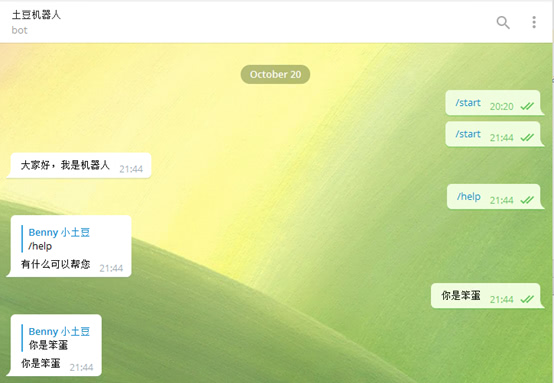 土豆机器人
bot
October 20
/start 20:20
/start 21:44
大家好，我是机器人 21:44
/help 21:44
Benny 小土豆
/help
有什么可以帮您 21:44
你是笨蛋 21:44
Benny 小土豆
你是笨蛋
你是笨蛋 21:44